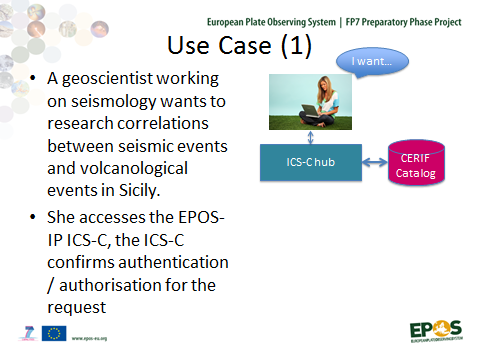 European Plate Observing System | FP7 Preparatory Phase Project
Use Case (1)
• A geoscientist working
on seismology wants to
research correlations
between seismic events
and volcanological
events in Sicily.
• She accesses the EPOS-
IP ICS-C, the ICS-C
confirms authentication
/ authorisation for the
request
I want…
ICS-C hub
CERIF
Catalog
www.epos-eu.org
EPOS
EUROPEANPLATEOBSERVINGSYSTEM